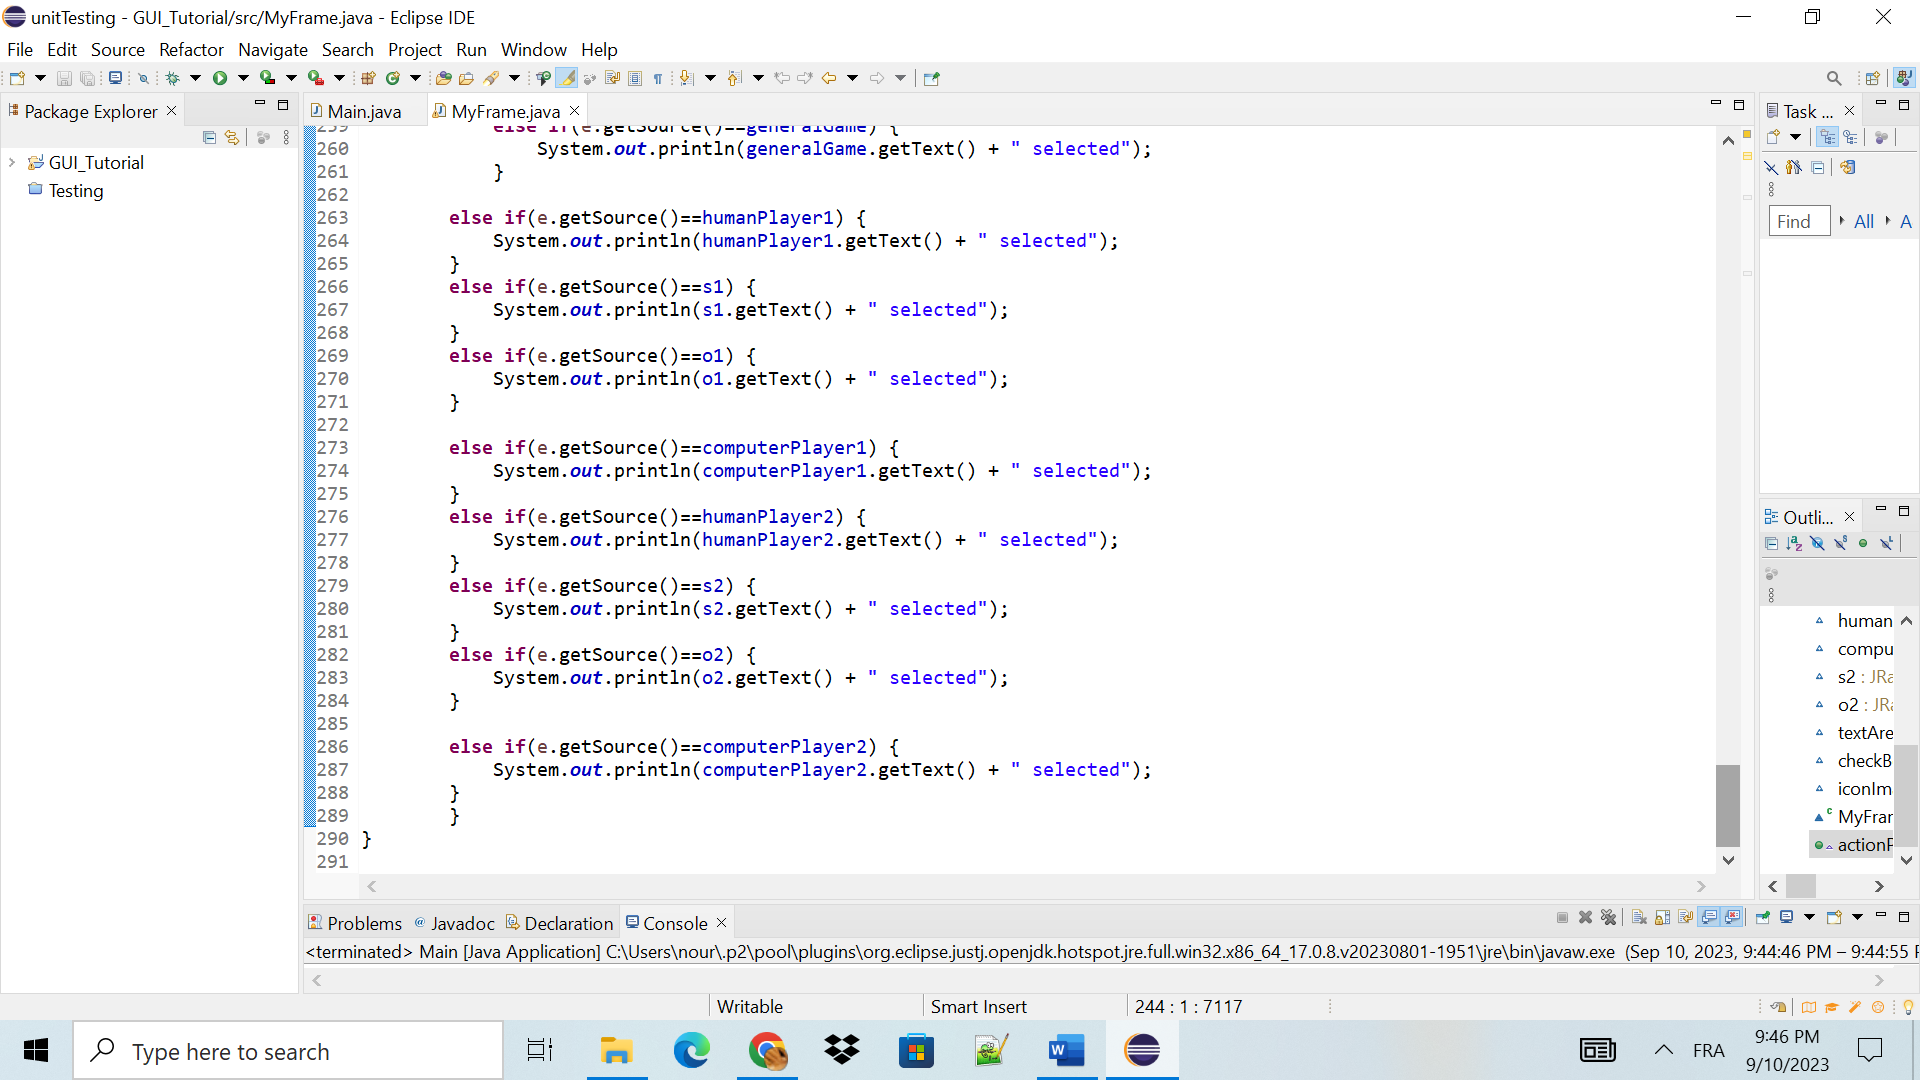 unitTesting - GUI_Tutorial/src/MyFrame.java - Eclipse IDE
File Edit Source Refactor Navigate Search Project Run Window Help
Package Explorer
GUI_Tutorial
Testing
Main.java MyFrame.java
259 else if(e.getSource()==generalGame) {
260 System.out.println(generalGame.getText() + " selected");
261 }
262
263 else if(e.getSource()==humanPlayer1) {
264 System.out.println(humanPlayer1.getText() + " selected");
265 }
266 else if(e.getSource()==s1) {
267 System.out.println(s1.getText() + " selected");
268 }
269 else if(e.getSource()==o1) {
270 System.out.println(o1.getText() + " selected");
271 }
272
273 else if(e.getSource()==computerPlayer1) {
274 System.out.println(computerPlayer1.getText() + " selected");
275 }
276 else if(e.getSource()==humanPlayer2) {
277 System.out.println(humanPlayer2.getText() + " selected");
278 }
279 else if(e.getSource()==s2) {
280 System.out.println(s2.getText() + " selected");
281 }
282 else if(e.getSource()==o2) {
283 System.out.println(o2.getText() + " selected");
284 }
285
286 else if(e.getSource()==computerPlayer2) {
287 System.out.println(computerPlayer2.getText() + " selected");
288 }
289 }
290 }
291
Task ...
Find All A
Outli...
human
compu
s2 : JRa
o2 : JRa
textAre
checkB
iconIm
MyFrar
actionP
Problems Javadoc Declaration Console
<terminated> Main [Java Application] C:\Users\nour\.p2\pool\plugins\org.eclipse.justj.openjdk.hotspot.jre.full.win32.x86_64_17.0.8.v20230801-1951\jre\bin\javaw.exe (Sep 10, 2023, 9:44:46 PM – 9:44:55 P
Writable Smart Insert 244 : 1 : 7117
Type here to search
FRA
9:46 PM
9/10/2023